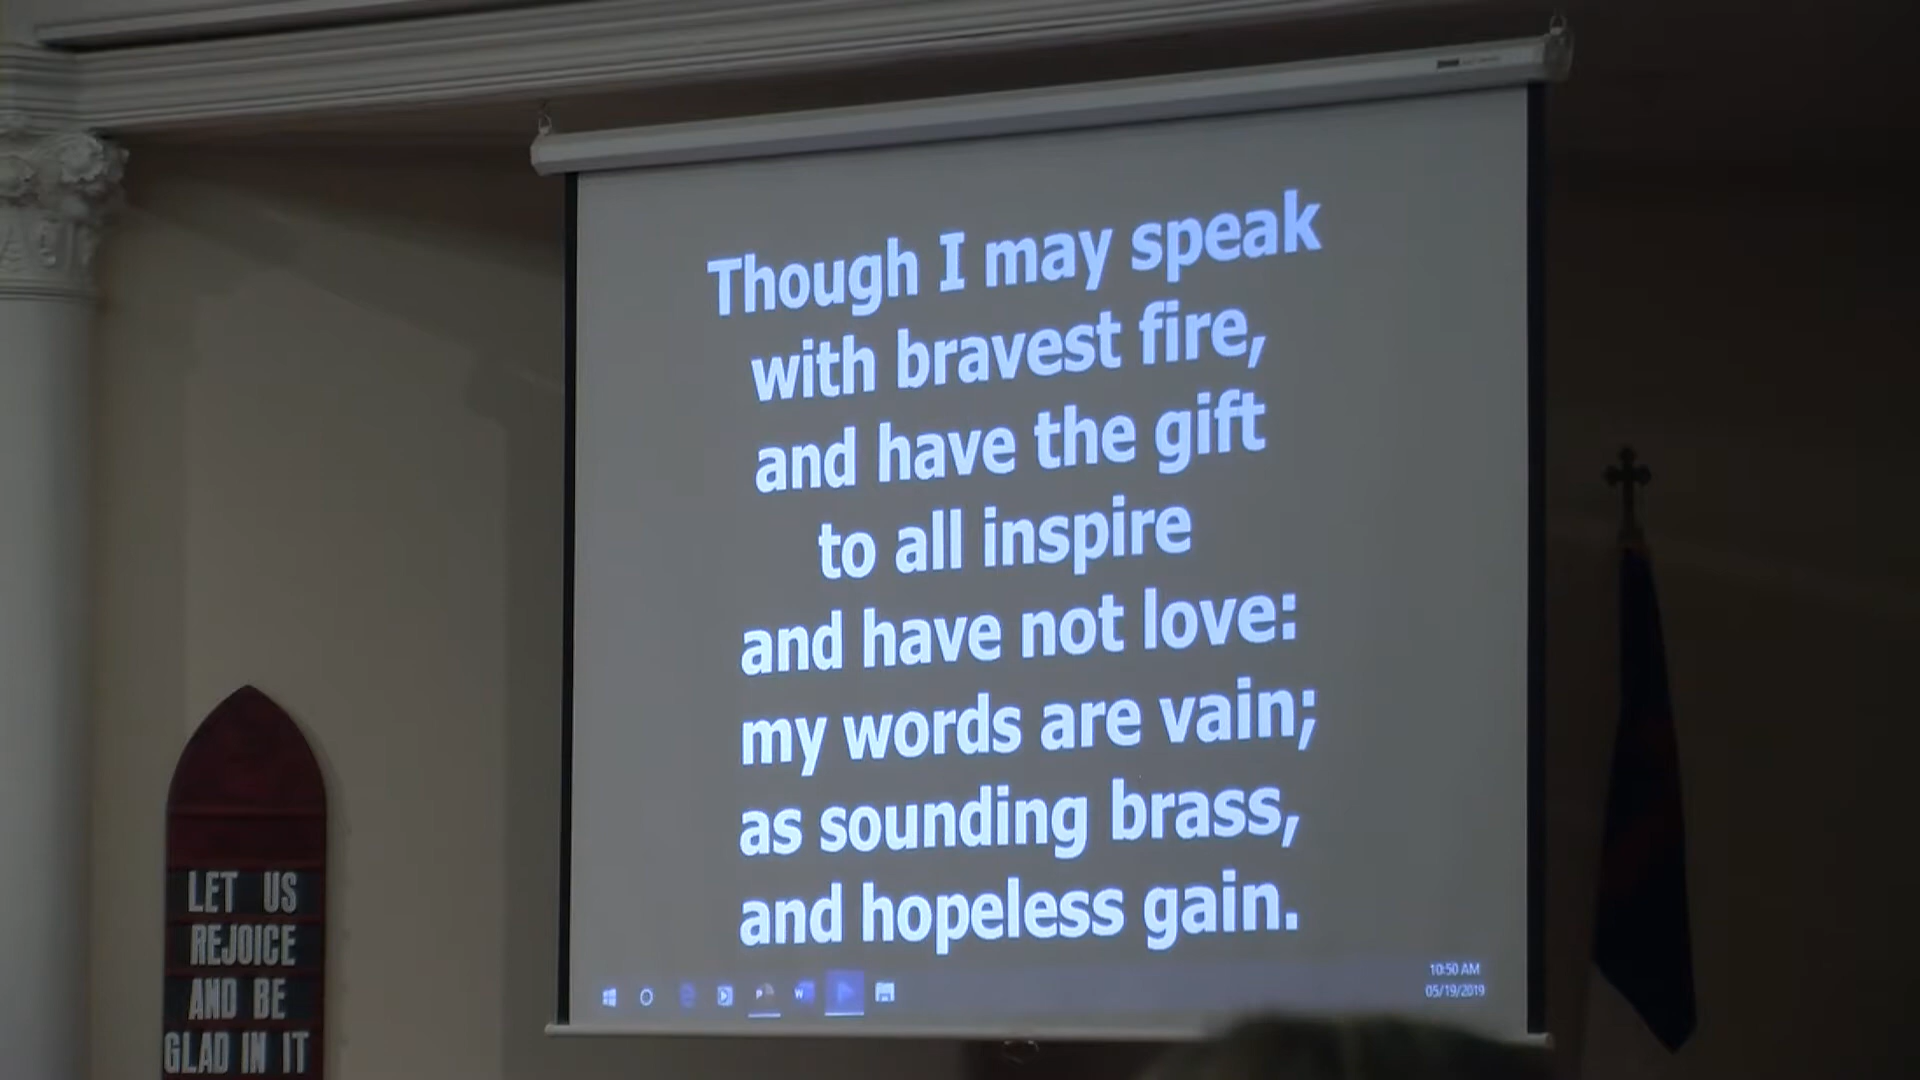 Though I may speak
with bravest fire,
and have the gift
to all inspire
and have not love:
my words are vain;
as sounding brass,
and hopeless gain.
10:50 AM
05/19/2019
LET US
REJOICE
AND BE
GLAD IN IT